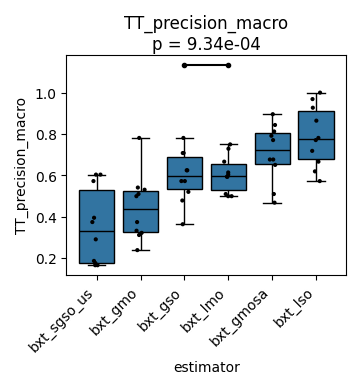 TT_precision_macro
p = 9.34e-04
TT_precision_macro
1.0
0.8
0.6
0.4
0.2
bxt_sgso_us
bxt_gmo
bxt_gso
bxt_lmo
bxt_gmosa
bxt_lso
estimator